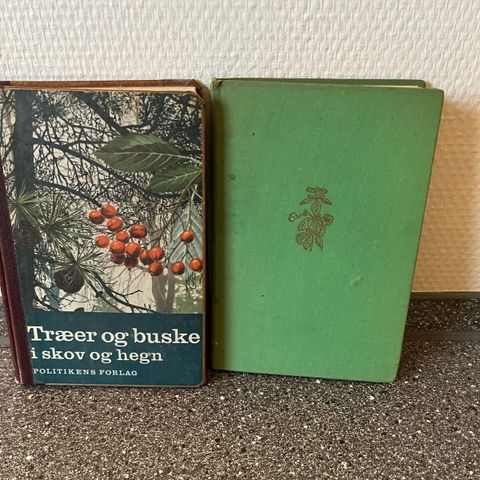 Træer og buske
i skov og hegn
POLITIKENS FORLAG